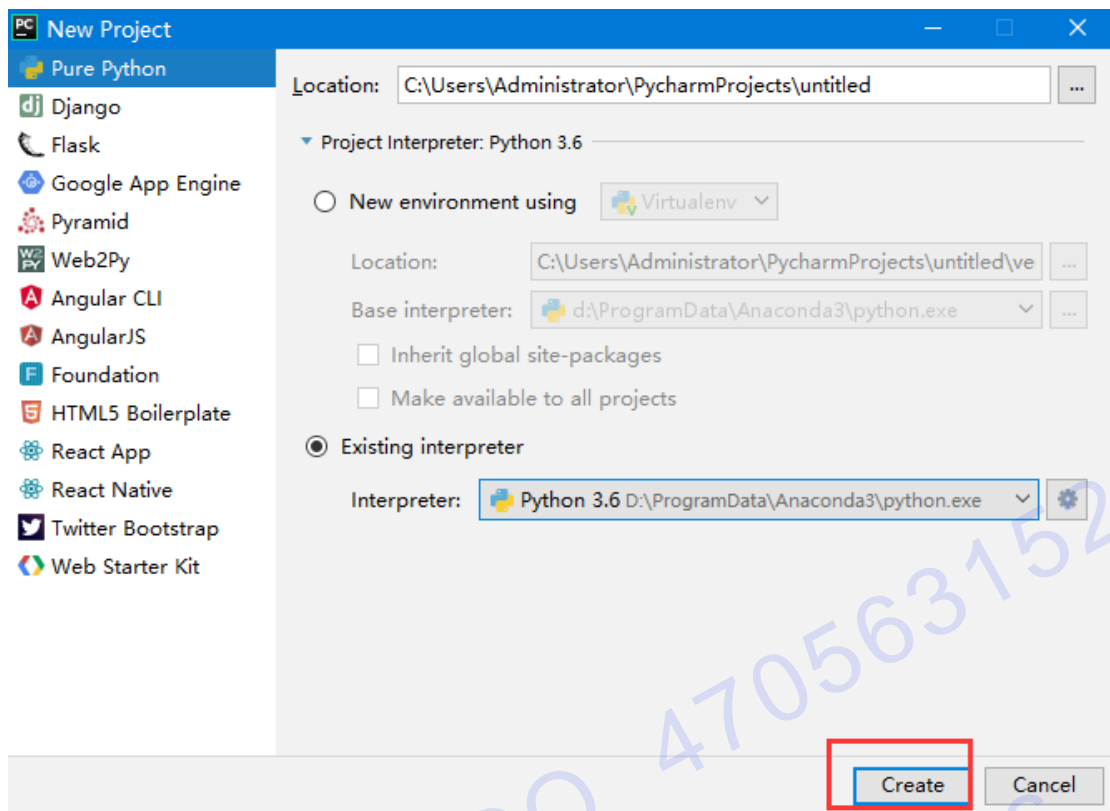 New Project
Pure Python
Django
Flask
Google App Engine
Pyramid
Web2Py
Angular CLI
AngularJS
Foundation
HTML5 Boilerplate
React App
React Native
Twitter Bootstrap
Web Starter Kit
Location: C:\Users\Administrator\PycharmProjects\untitled ...
Project Interpreter: Python 3.6
New environment using Virtualenv
Location: C:\Users\Administrator\PycharmProjects\untitled\ve ...
Base interpreter: d:\ProgramData\Anaconda3\python.exe ...
Inherit global site-packages
Make available to all projects
Existing interpreter
Interpreter: Python 3.6 D:\ProgramData\Anaconda3\python.exe
470563152
Create Cancel